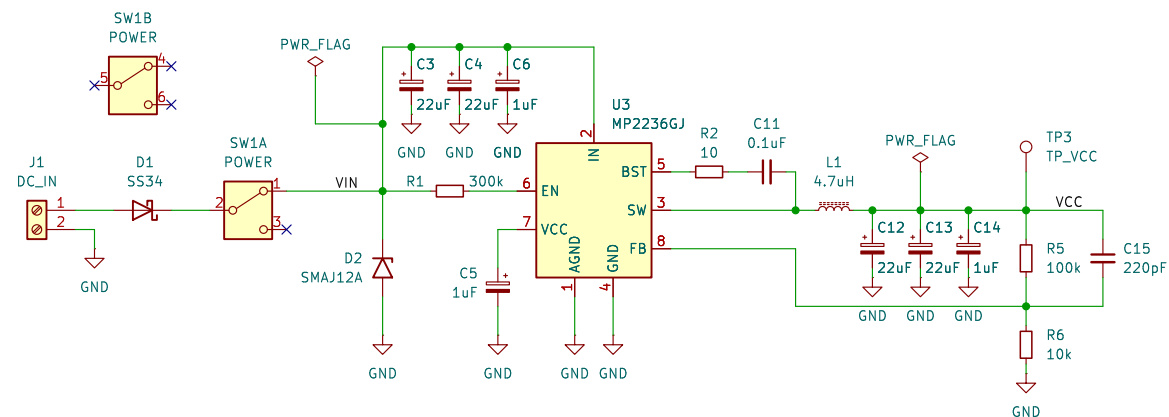 SW1B
POWER
4
5
6
PWR_FLAG
C3
22uF
C4
22uF
C6
1uF
GND
GND
GND
U3
MP2236GJ
J1
DC_IN
1
2
GND
D1
SS34
SW1A
POWER
1
2
3
VIN
R1
300k
D2
SMAJ12A
GND
C5
1uF
GND
2
IN
6
EN
7
VCC
BST
5
SW
3
FB
8
AGND
1
GND
4
GND
GND
R2
10
C11
0.1uF
L1
4.7uH
PWR_FLAG
TP3
TP_VCC
VCC
C12
22uF
C13
22uF
C14
1uF
GND
GND
GND
R5
100k
C15
220pF
R6
10k
GND